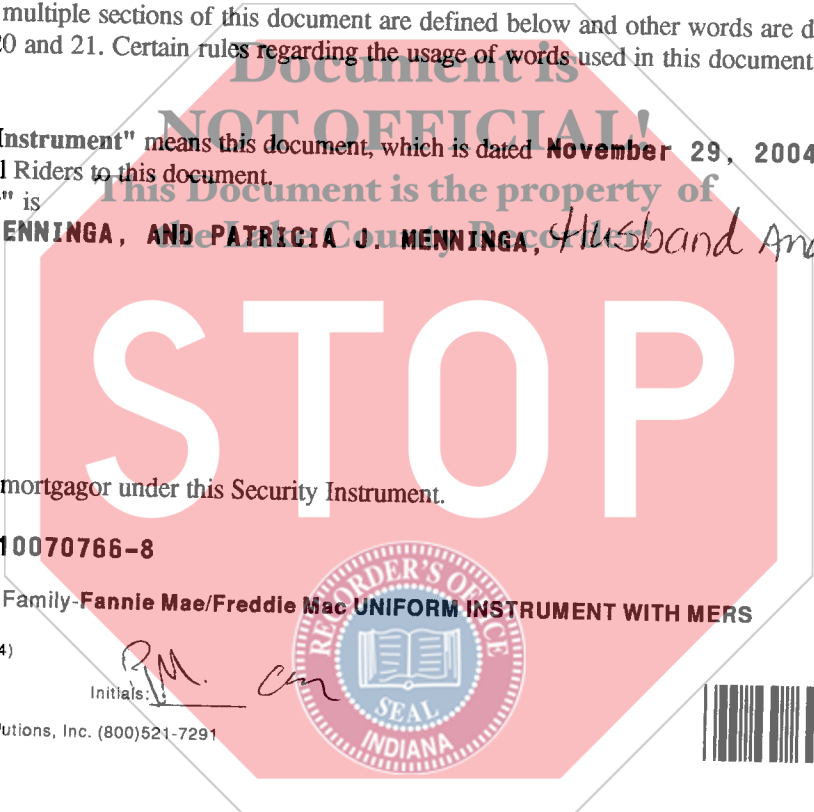 multiple sections of this document are defined below and other words are d
20 and 21. Certain rules regarding the usage of words used in this document
Document is
NOT OFFICIAL!
Instrument" means this document, which is dated November 29, 2004
l Riders to this document.
This Document is the property of
" is
the Lake County Recorder!
ENNINGA, AND PATRICIA J. MENNINGA, Husband And
STOP
mortgagor under this Security Instrument.
10070766-8
Family-Fannie Mae/Freddie Mac UNIFORM INSTRUMENT WITH MERS
4)
Initials: P.M. cm
utions, Inc. (800)521-7291
RECORDER'S OFFICE
SEAL
INDIANA